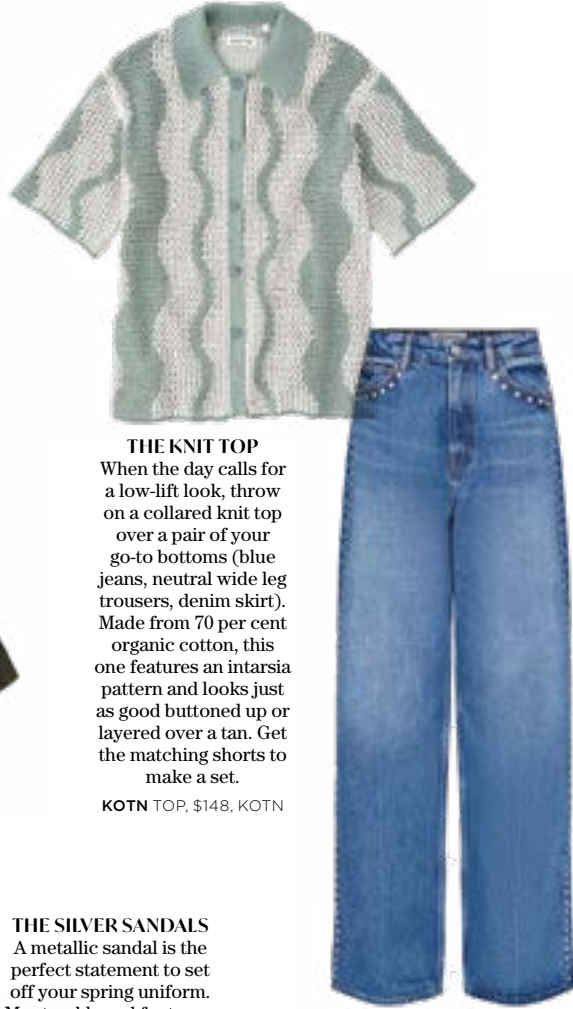 THE KNIT TOP
When the day calls for
a low-lift look, throw
on a collared knit top
over a pair of your
go-to bottoms (blue
jeans, neutral wide leg
trousers, denim skirt).
Made from 70 per cent
organic cotton, this
one features an intarsia
pattern and looks just
as good buttoned up or
layered over a tan. Get
the matching shorts to
make a set.
KOTN TOP, $148, KOTN
THE SILVER SANDALS
A metallic sandal is the
perfect statement to set
off your spring uniform.